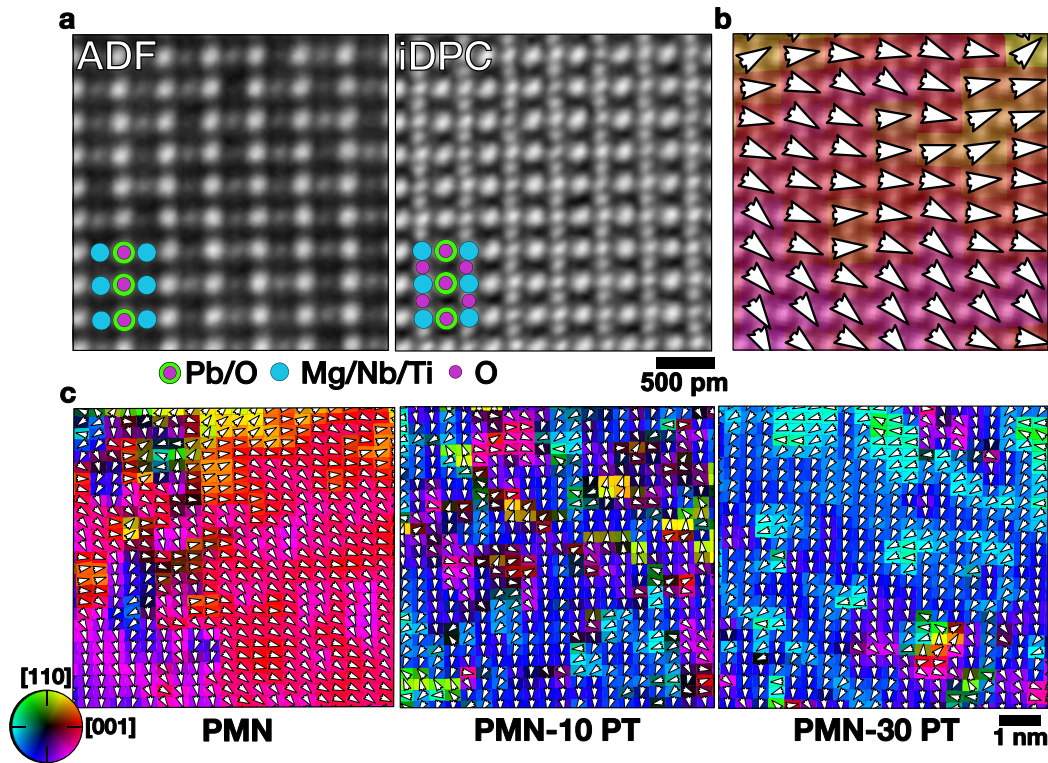 a
b
ADF
iDPC
Pb/O Mg/Nb/Ti O
500 pm
c
[110]
[001]
PMN
PMN-10 PT
PMN-30 PT
1 nm